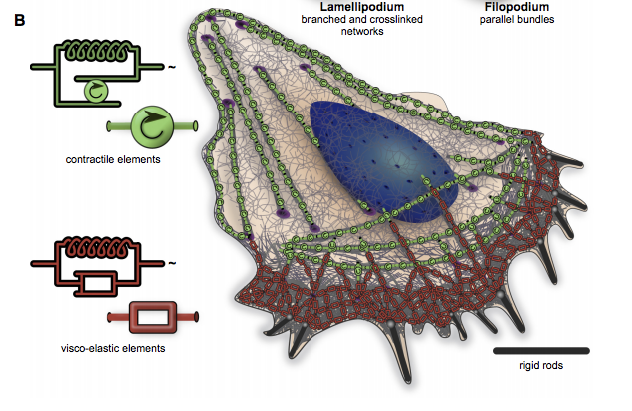 B
Lamellipodium
branched and crosslinked
networks
Filopodium
parallel bundles
~
contractile elements
~
visco-elastic elements
rigid rods